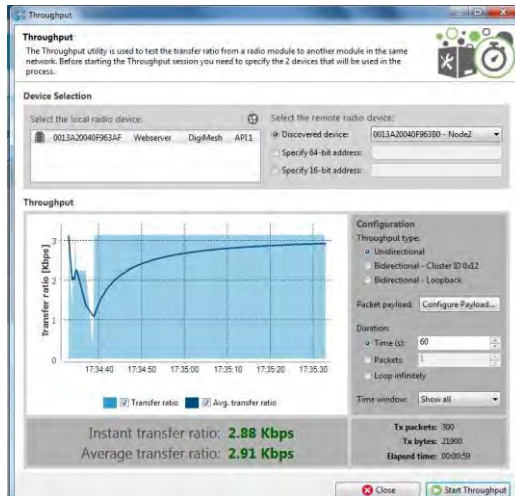 Throughput
Throughput
The Throughput utility is used to test the transfer ratio from a radio module to another module in the same
network. Before starting the Throughput session you need to specify the 2 devices that will be used in the
process.
Device Selection
Select the local radio device:
0013A20040F963AF Webserver DigiMesh API 1
Select the remote radio device:
Discovered device: 0013A20040F963B0 - Node2
Specify 64-bit address:
Specify 16-bit address:
Throughput
Transfer ratio [Kbps]
3
2
1
0
17:34:40 17:34:50 17:35:00 17:35:10 17:35:20 17:35:30
Transfer ratio Avg. transfer ratio
Configuration
Throughput type:
Unidirectional
Bidirectional - Cluster ID 0x12
Bidirectional - Loopback
Packet payload: Configure Payload...
Duration:
Time (s): 60
Packets: 1
Loop infinitely
Time window: Show all
Instant transfer ratio: 2.88 Kbps
Average transfer ratio: 2.91 Kbps
Tx packets: 300
Tx bytes: 21900
Elapsed time: 00:00:59
Close Start Throughput